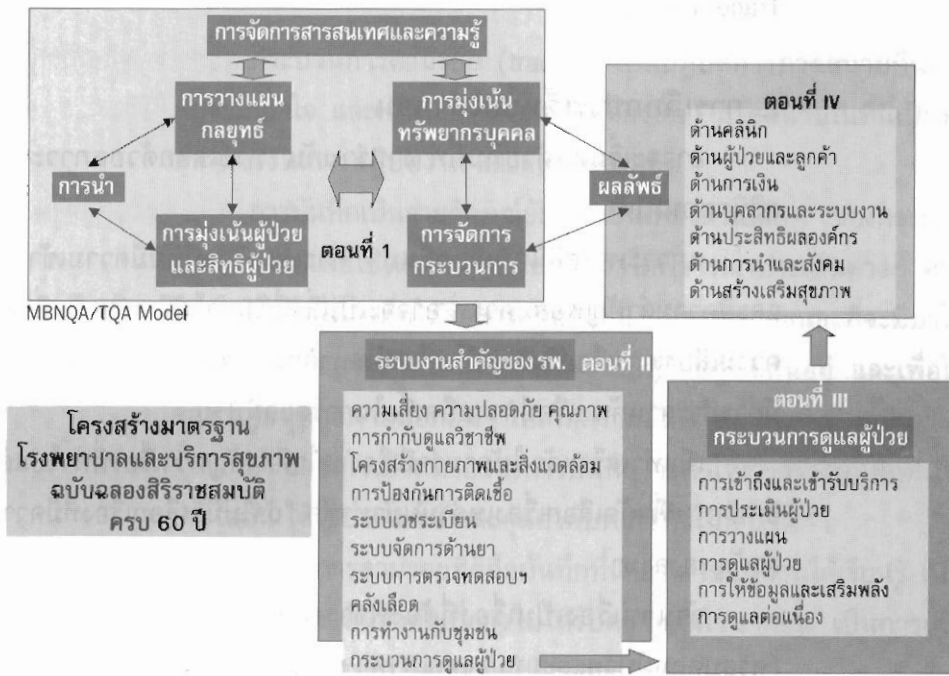 การจัดการสารสนเทศและความรู้
การวางแผน
กลยุทธ์
การมุ่งเน้น
ทรัพยากรบุคคล
การนำ
ผลลัพธ์
การมุ่งเน้นผู้ป่วย
และสิทธิผู้ป่วย
ตอนที่ 1
การจัดการ
กระบวนการ
MBNQA/TQA Model
ตอนที่ IV
ด้านคลินิก
ด้านผู้ป่วยและลูกค้า
ด้านการเงิน
ด้านบุคลากรและระบบงาน
ด้านประสิทธิผลองค์กร
ด้านการนำและสังคม
ด้านสร้างเสริมสุขภาพ
โครงสร้างมาตรฐาน
โรงพยาบาลและบริการสุขภาพ
ฉบับฉลองสิริราชสมบัติ
ครบ 60 ปี
ระบบงานสำคัญของ รพ. ตอนที่ II
ความเสี่ยง ความปลอดภัย คุณภาพ
การกำกับดูแลวิชาชีพ
โครงสร้างกายภาพและสิ่งแวดล้อม
การป้องกันการติดเชื้อ
ระบบเวชระเบียน
ระบบจัดการด้านยา
ระบบการตรวจทดสอบฯ
คลังเลือด
การทำงานกับชุมชน
กระบวนการดูแลผู้ป่วย
ตอนที่ III
กระบวนการดูแลผู้ป่วย
การเข้าถึงและเข้ารับบริการ
การประเมินผู้ป่วย
การวางแผน
การดูแลผู้ป่วย
การให้ข้อมูลและเสริมพลัง
การดูแลต่อเนื่อง